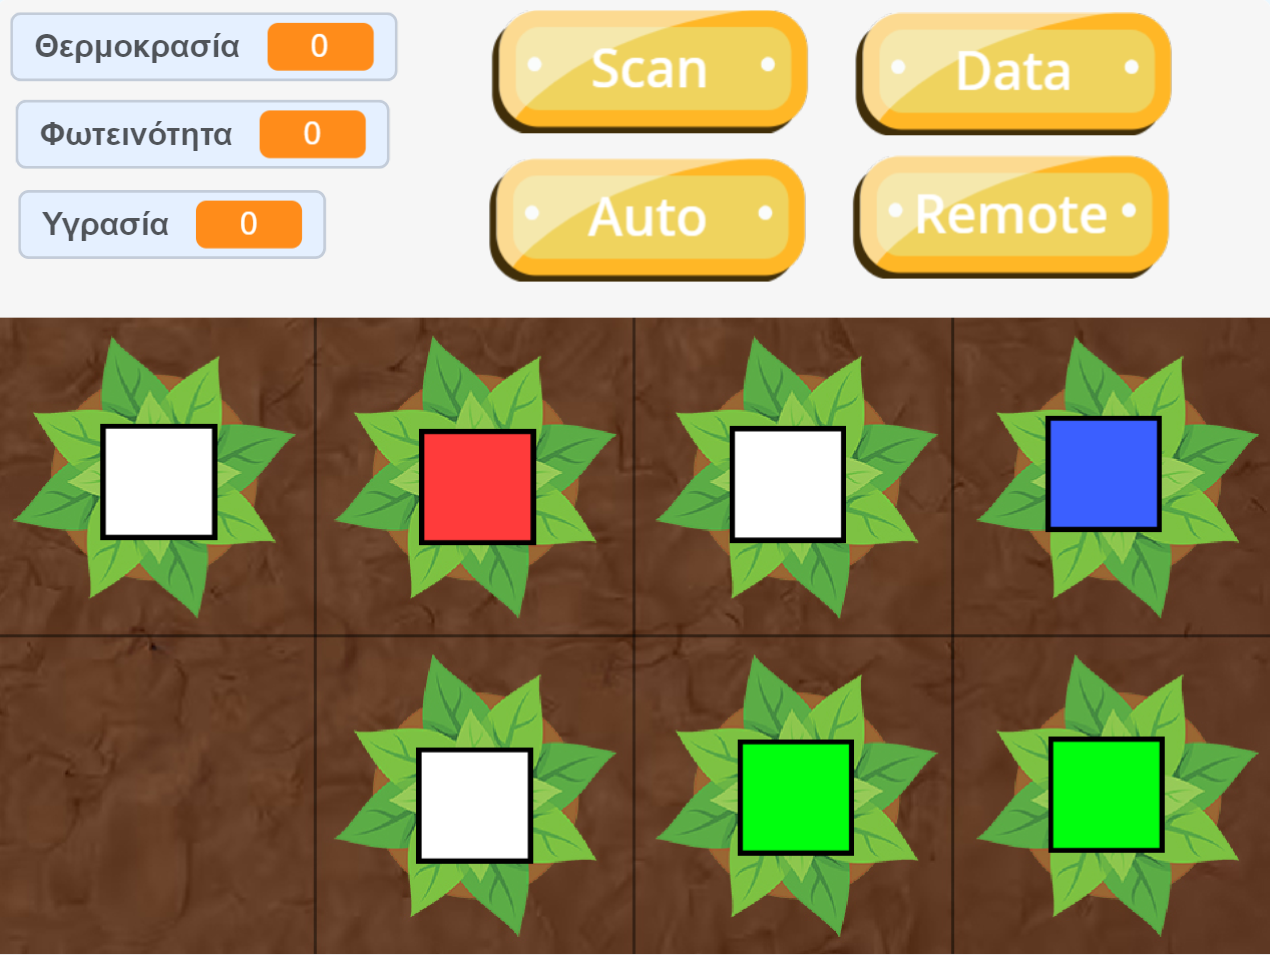 Θερμοκρασία 0
Φωτεινότητα 0
Υγρασία 0
Scan
Data
Auto
Remote